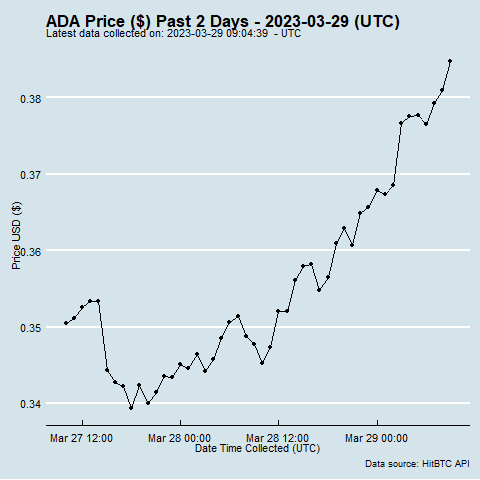 ADA Price ($) Past 2 Days - 2023-03-29 (UTC)
Latest data collected on: 2023-03-29 09:04:39 - UTC
Price USD ($)
0.38
0.37
0.36
0.35
0.34
Mar 27 12:00
Mar 28 00:00
Mar 28 12:00
Mar 29 00:00
Date Time Collected (UTC)
Data source: HitBTC API